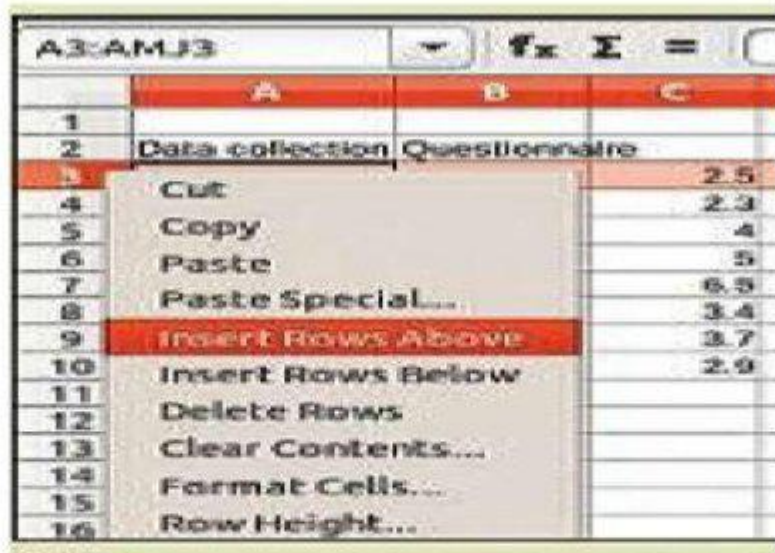 A3:AMJ3 fx Σ =
A B C
1
2 Data collection Questionnaire
3 2.5
4 2.3
5 4
6 5
7 6.5
8 3.4
9 3.7
10 2.9
11
12
13
14
15
16
Cut
Copy
Paste
Paste Special...
Insert Rows Above
Insert Rows Below
Delete Rows
Clear Contents...
Format Cells...
Row Height...